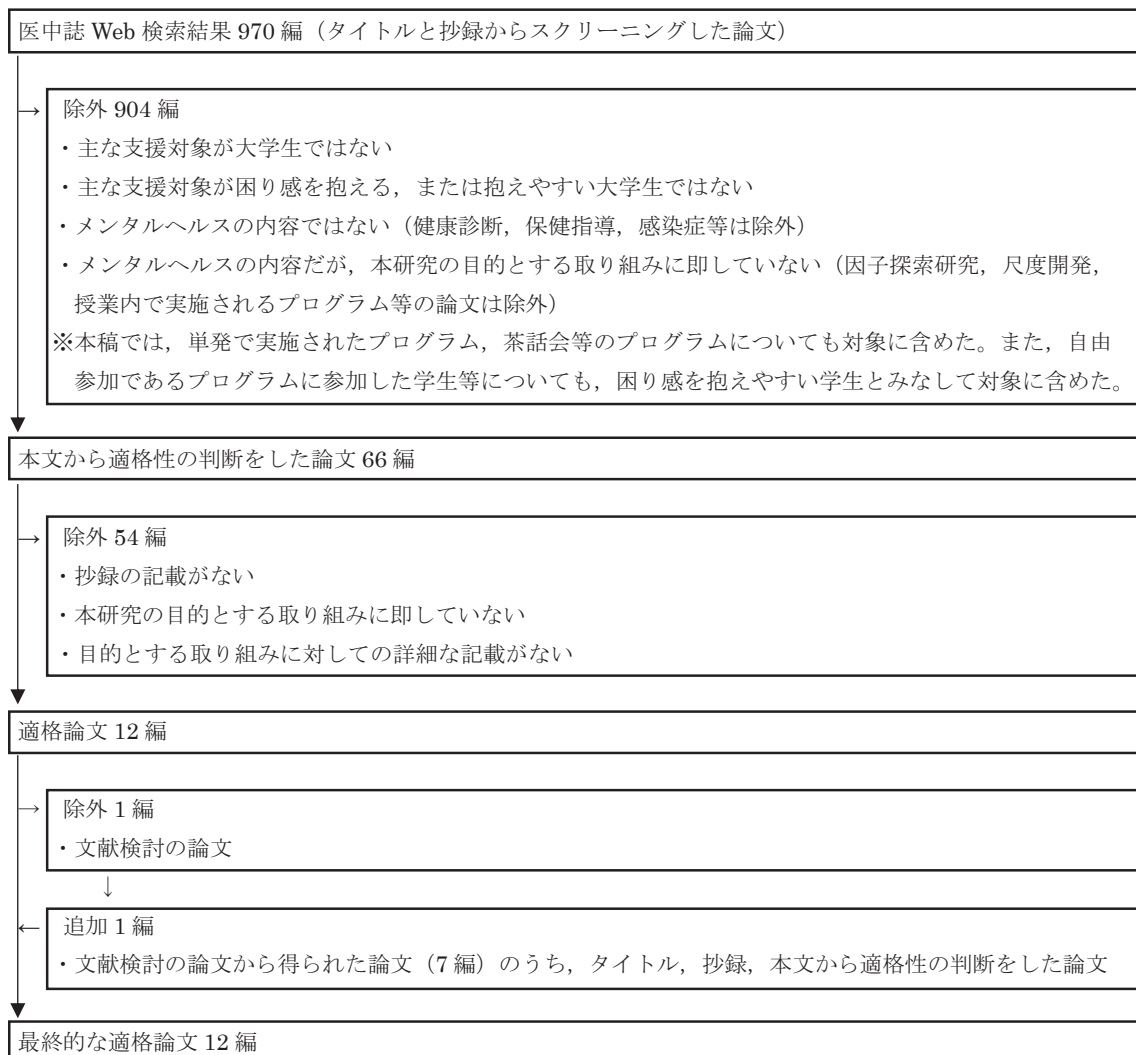 医中誌 Web 検索結果 970 編（タイトルと抄録からスクリーニングした論文）
→ 除外 904 編
・主な支援対象が大学生ではない
・主な支援対象が困り感を抱える，または抱えやすい大学生ではない
・メンタルヘルスの内容ではない（健康診断，保健指導，感染症等は除外）
・メンタルヘルスの内容だが，本研究の目的とする取り組みに即していない（因子探索研究，尺度開発，
授業内で実施されるプログラム等の論文は除外）
※本稿では，単発で実施されたプログラム，茶話会等のプログラムについても対象に含めた。また，自由
参加であるプログラムに参加した学生等についても，困り感を抱えやすい学生とみなして対象に含めた。
本文から適格性の判断をした論文 66 編
→ 除外 54 編
・抄録の記載がない
・本研究の目的とする取り組みに即していない
・目的とする取り組みに対しての詳細な記載がない
適格論文 12 編
→ 除外 1 編
・文献検討の論文
↓
← 追加 1 編
・文献検討の論文から得られた論文（7 編）のうち，タイトル，抄録，本文から適格性の判断をした論文
最終的な適格論文 12 編